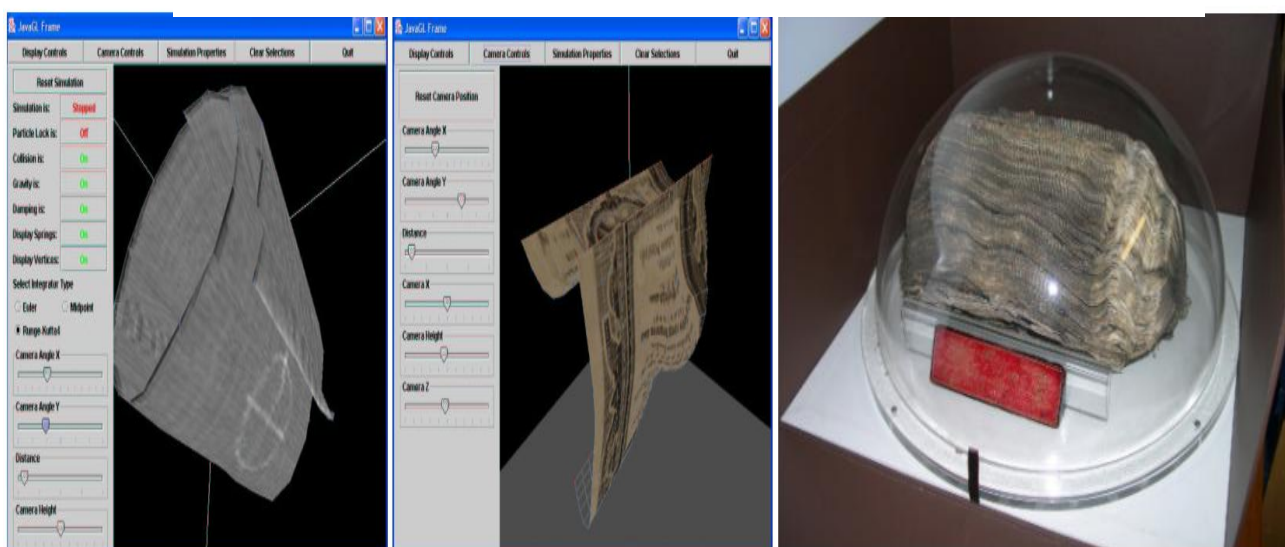 JavaGL Frame
Display Controls Camera Controls Simulation Properties Clear Selections Quit
Reset Simulation
Simulation is: Stopped
Particle Lock is: Off
Collision is: On
Gravity is: On
Damping is: On
Display Springs: On
Display Vertices: On
Select Integrator Type
Euler Midpoint
Runge-Kutta4
Camera Angle X
Camera Angle Y
Distance
Camera Height
JavaGL Frame
Display Controls Camera Controls Simulation Properties Clear Selections Quit
Reset Camera Position
Camera Angle X
Camera Angle Y
Distance
Camera X
Camera Height
Camera Z